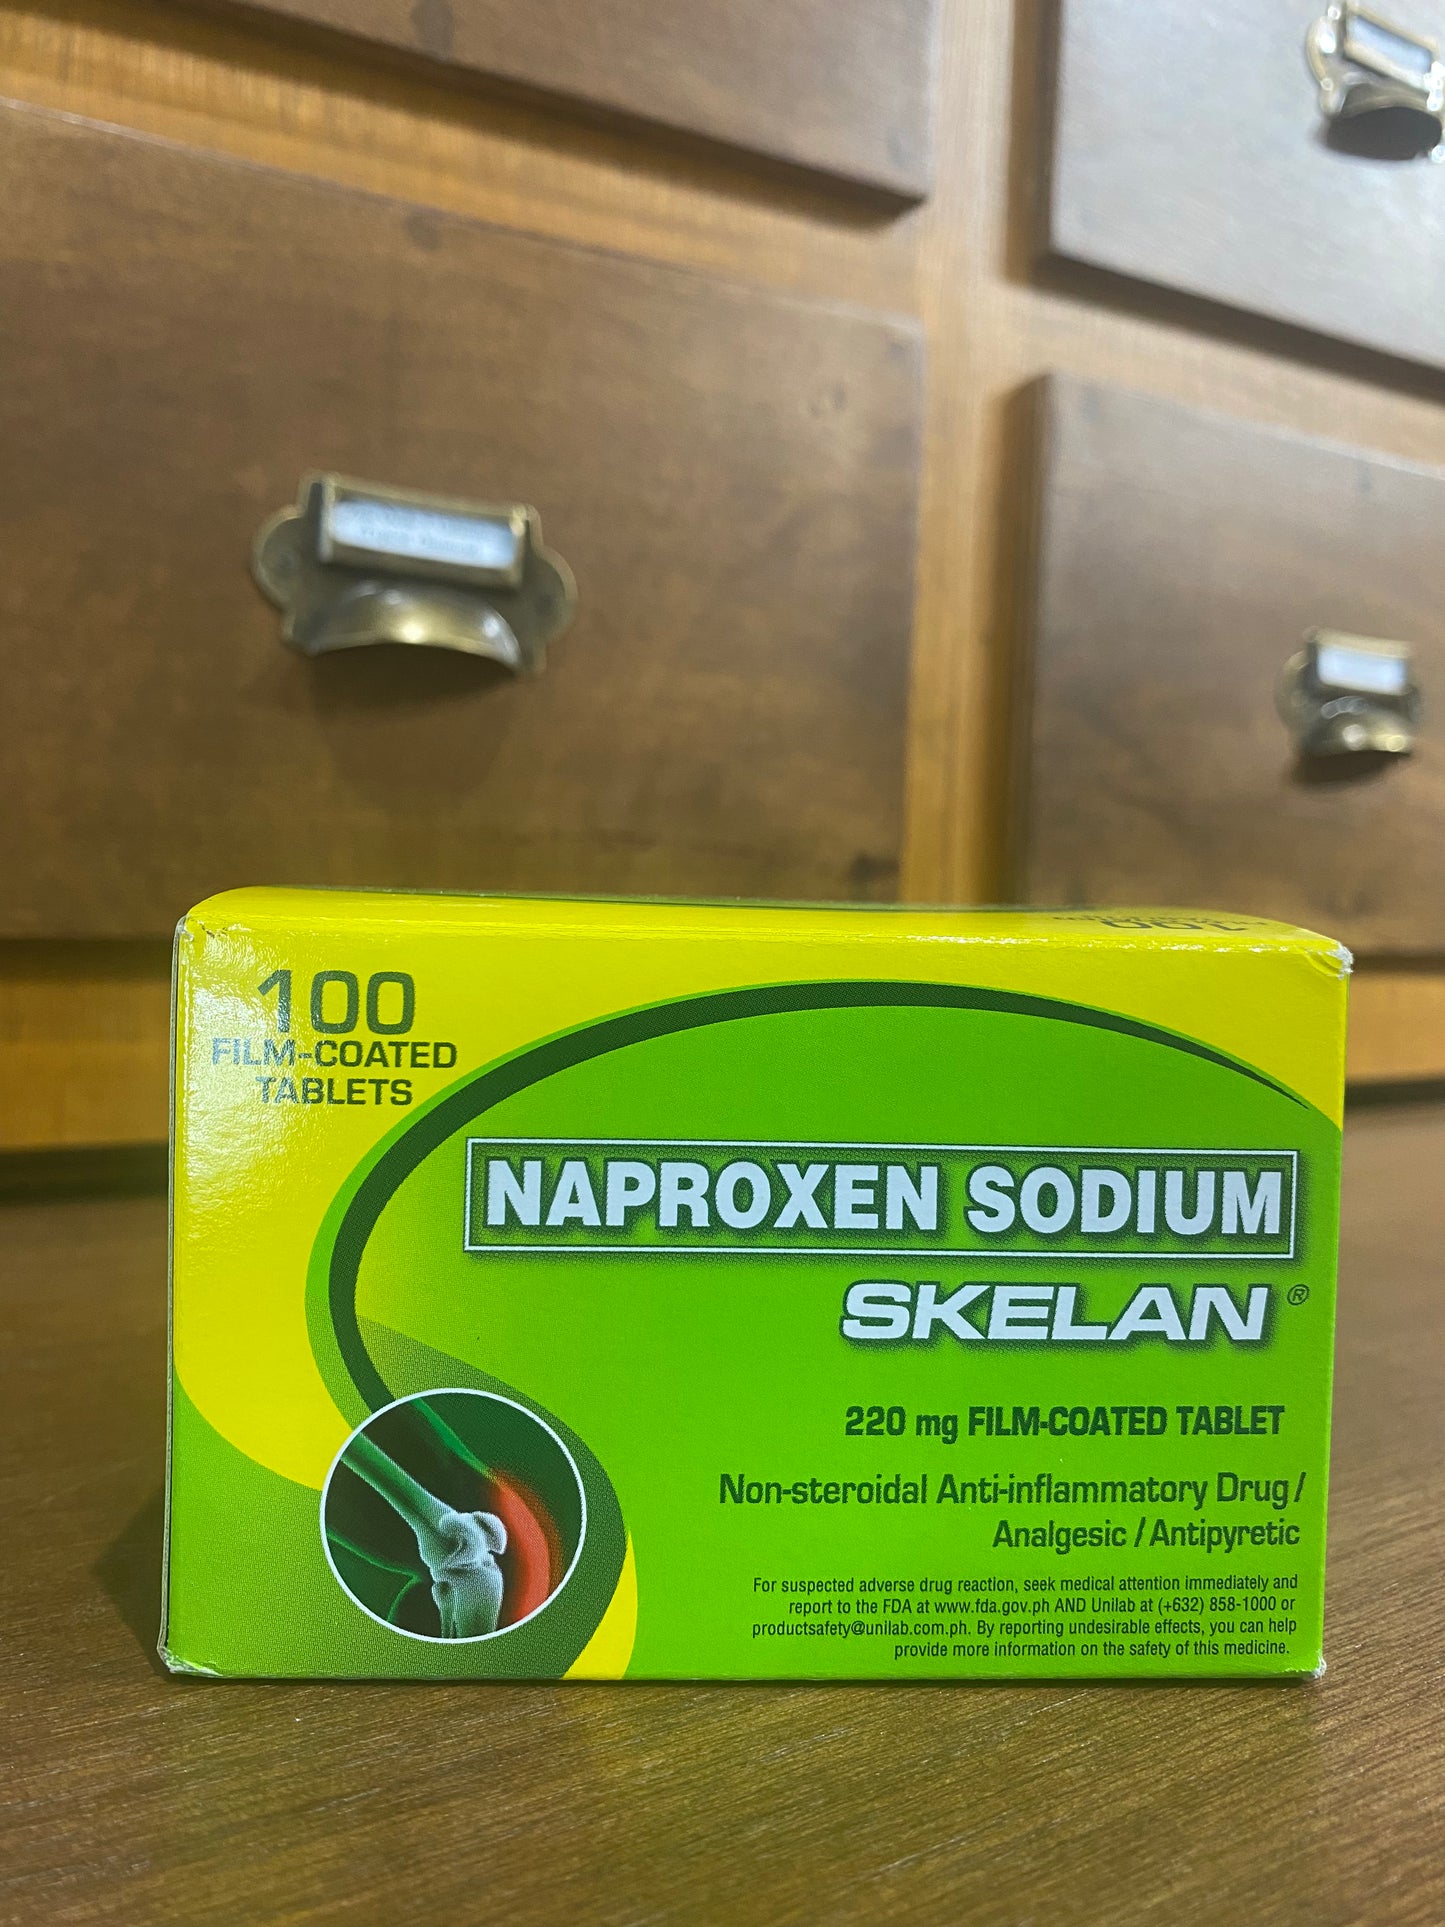 100
FILM-COATED
TABLETS
NAPROXEN SODIUM
SKELAN®
220 mg FILM-COATED TABLET
Non-steroidal Anti-inflammatory Drug/
Analgesic / Antipyretic
For suspected adverse drug reaction, seek medical attention immediately and
report to the FDA at www.fda.gov.ph AND Unilab at (+632) 858-1000 or
productsafety@unilab.com.ph. By reporting undesirable effects, you can help
provide more information on the safety of this medicine.